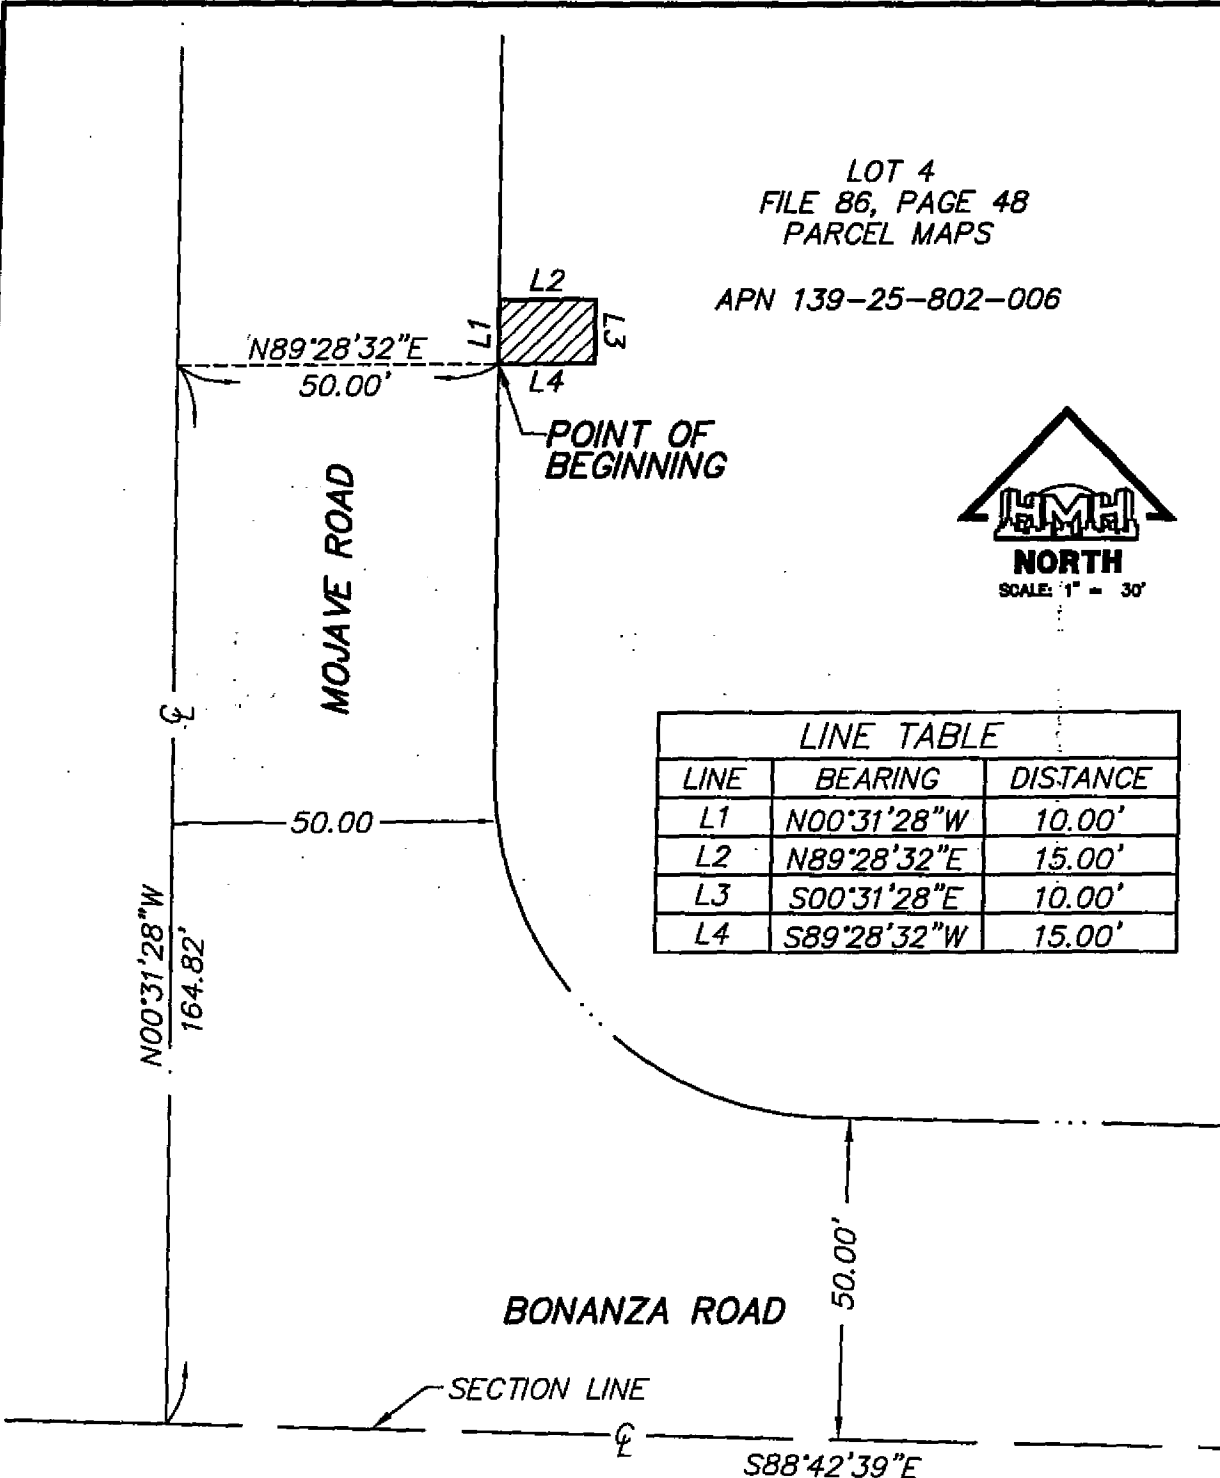 LOT 4
FILE 86, PAGE 48
PARCEL MAPS
APN 139-25-802-006
L2
L1
L3
L4
N89°28'32"E
50.00'
POINT OF
BEGINNING
MOJAVE ROAD
HMH
NORTH
SCALE: 1" = 30'
℄
50.00
N00°31'28"W
164.82'
LINE TABLE
LINE BEARING DISTANCE
L1 N00°31'28"W 10.00'
L2 N89°28'32"E 15.00'
L3 S00°31'28"E 10.00'
L4 S89°28'32"W 15.00'
50.00'
BONANZA ROAD
SECTION LINE
℄
S88°42'39"E